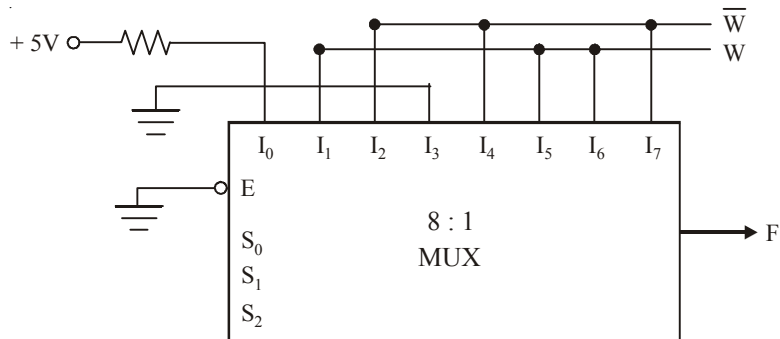 W̅
+ 5V
W
I₀ I₁ I₂ I₃ I₄ I₅ I₆ I₇
E
8 : 1
MUX
F
S₀
S₁
S₂